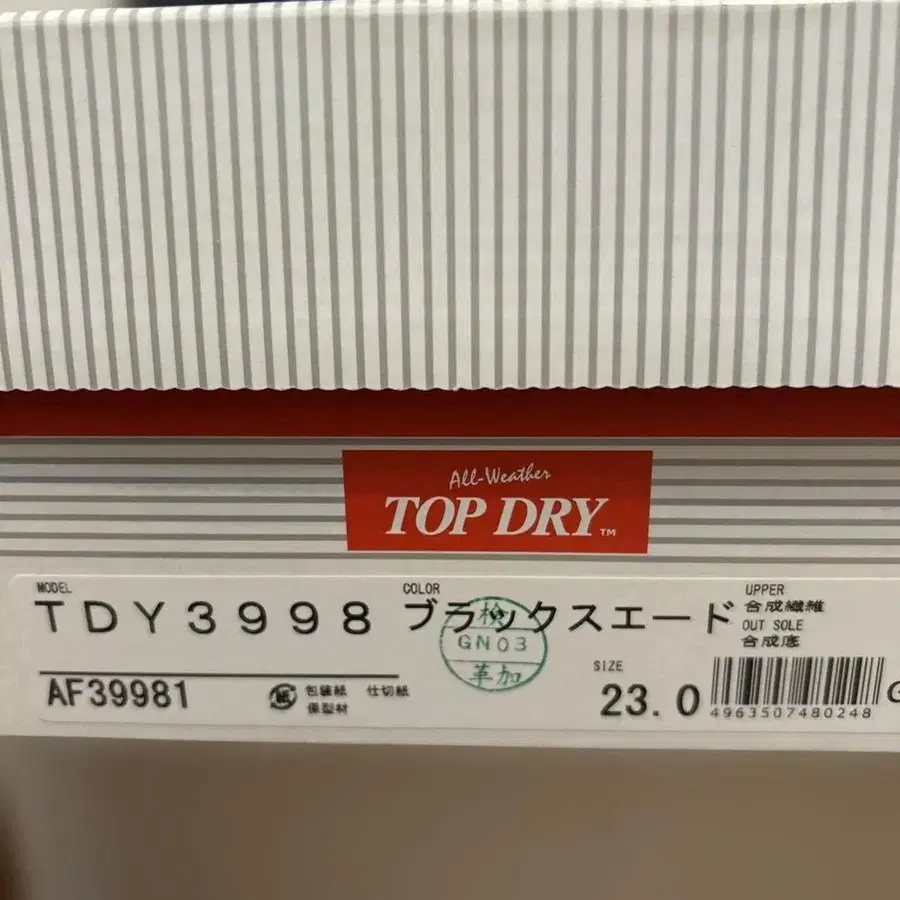 All-Weather
TOP DRY™
MODEL
TDY3998
COLOR
ブラックスエード
UPPER
合成繊維
OUT SOLE
合成底
AF39981
紙
包装紙 仕切紙
保型材
検
GN03
革加
SIZE
23.0
4963507480248